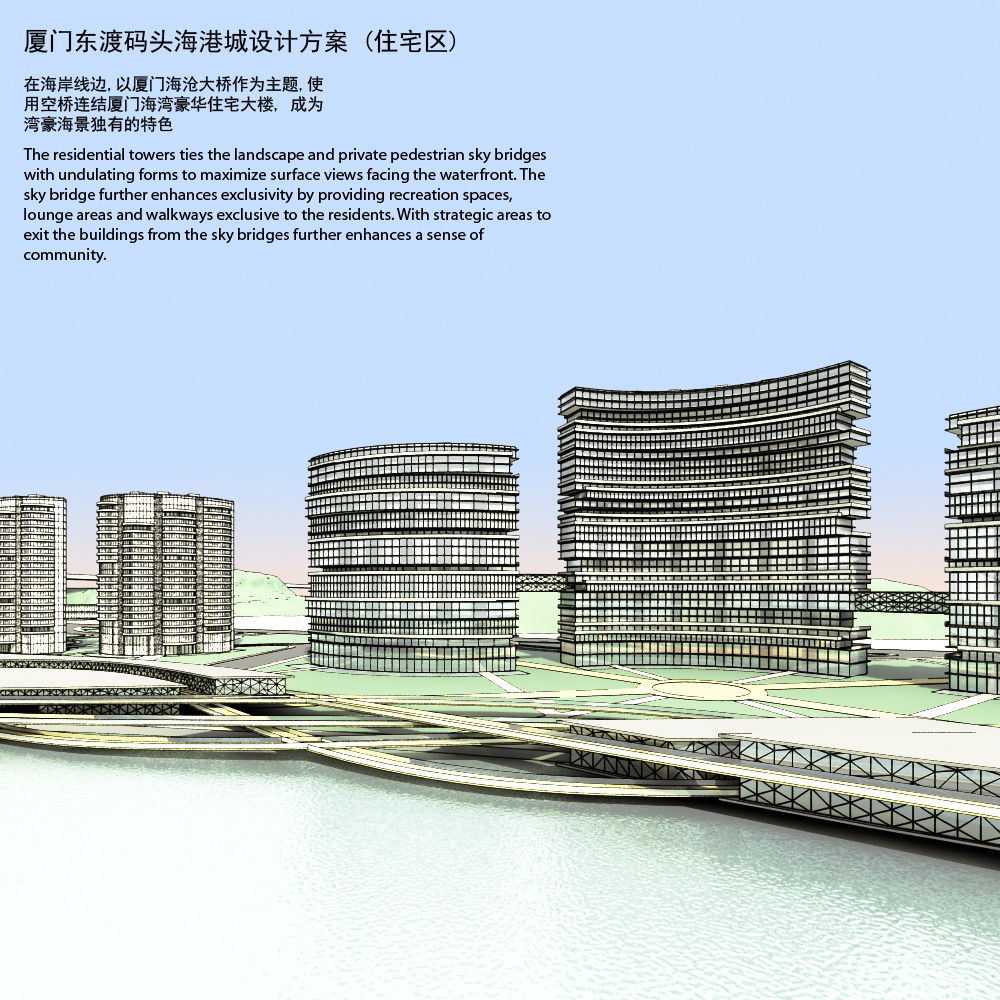 厦门东渡码头海港城设计方案（住宅区）
在海岸线边, 以厦门海沧大桥作为主题, 使
用空桥连结厦门海湾豪华住宅大楼, 成为
湾豪海景独有的特色
The residential towers ties the landscape and private pedestrian sky bridges
with undulating forms to maximize surface views facing the waterfront. The
sky bridge further enhances exclusivity by providing recreation spaces,
lounge areas and walkways exclusive to the residents. With strategic areas to
exit the buildings from the sky bridges further enhances a sense of
community.